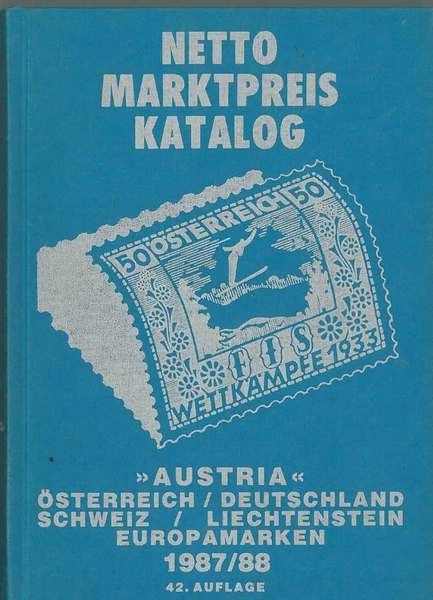 NETTO
MARKTPREIS
KATALOG
50 ÖSTERREICH 50
FIS
WETTKÄMPFE 1933
»AUSTRIA«
ÖSTERREICH / DEUTSCHLAND
SCHWEIZ / LIECHTENSTEIN
EUROPAMARKEN
1987/88
42. AUFLAGE